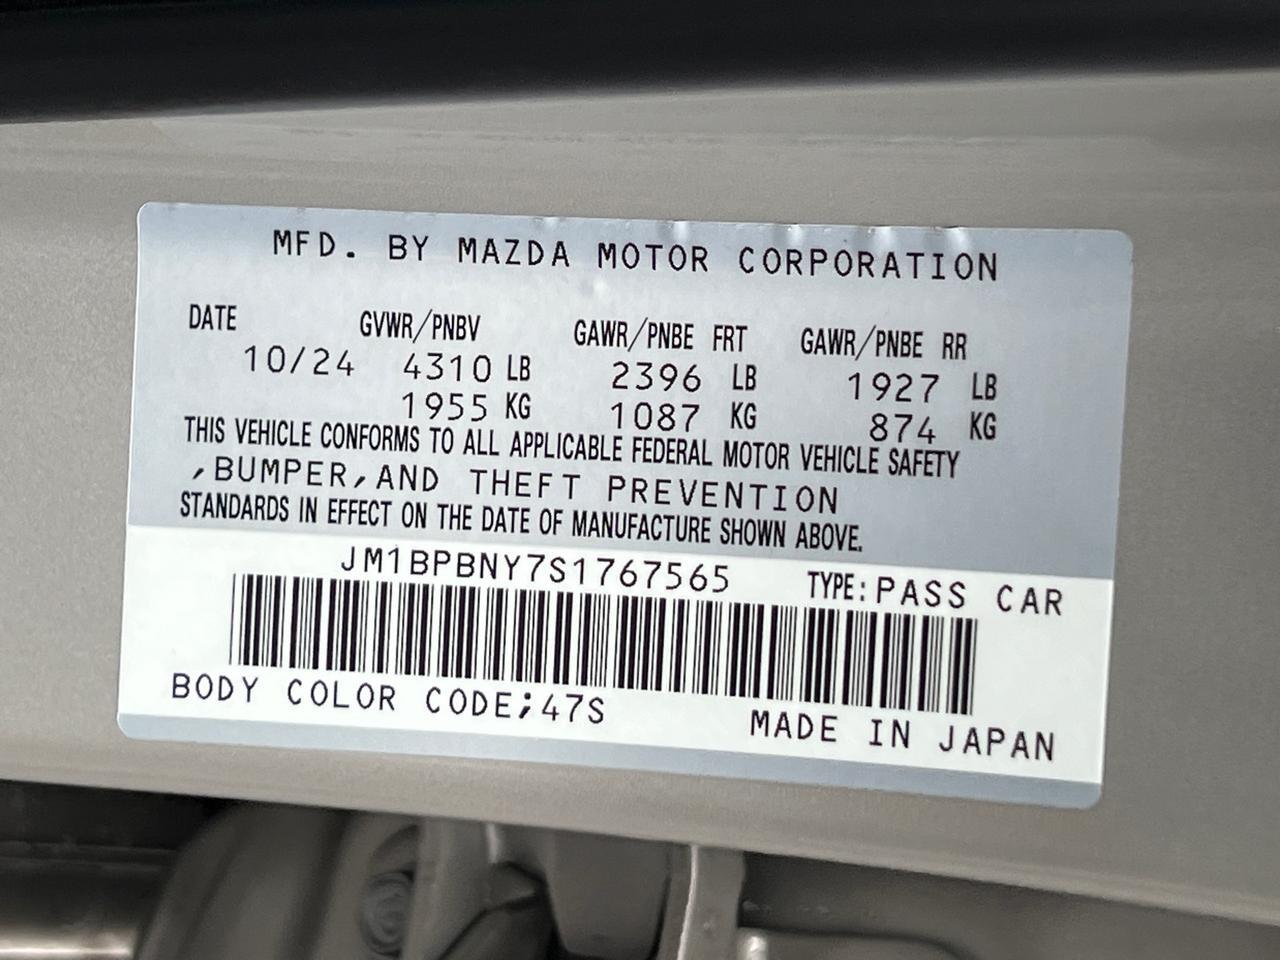 MFD. BY MAZDA MOTOR CORPORATION
DATE GVWR/PNBV GAWR/PNBE FRT GAWR/PNBE RR
10/24 4310 LB 2396 LB 1927 LB
1955 KG 1087 KG 874 KG
THIS VEHICLE CONFORMS TO ALL APPLICABLE FEDERAL MOTOR VEHICLE SAFETY
,BUMPER,AND THEFT PREVENTION
STANDARDS IN EFFECT ON THE DATE OF MANUFACTURE SHOWN ABOVE.
JM1BPBNY7S1767565 TYPE:PASS CAR
BODY COLOR CODE;47S
MADE IN JAPAN